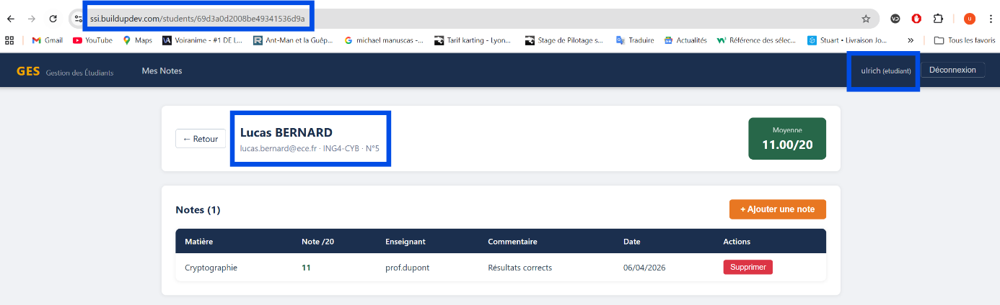 ssi.buildupdev.com/students/69d3a0d2008be49341536d9a
Gmail YouTube Maps Voiranime - #1 DE L... Ant-Man et la Guêp... michael manuscas -... Tarif karting - Lyon... Stage de Pilotage s... Traduire Actualités Référence des sélec... Stuart • Livraison Jo... » Tous les favoris
GES Gestion des Étudiants Mes Notes ulrich (etudiant) Déconnexion
← Retour
Lucas BERNARD
lucas.bernard@ece.fr · ING4-CYB · N°5
Moyenne
11.00/20
Notes (1) + Ajouter une note
Matière Note /20 Enseignant Commentaire Date Actions
Cryptographie 11 prof.dupont Résultats corrects 06/04/2026 Supprimer